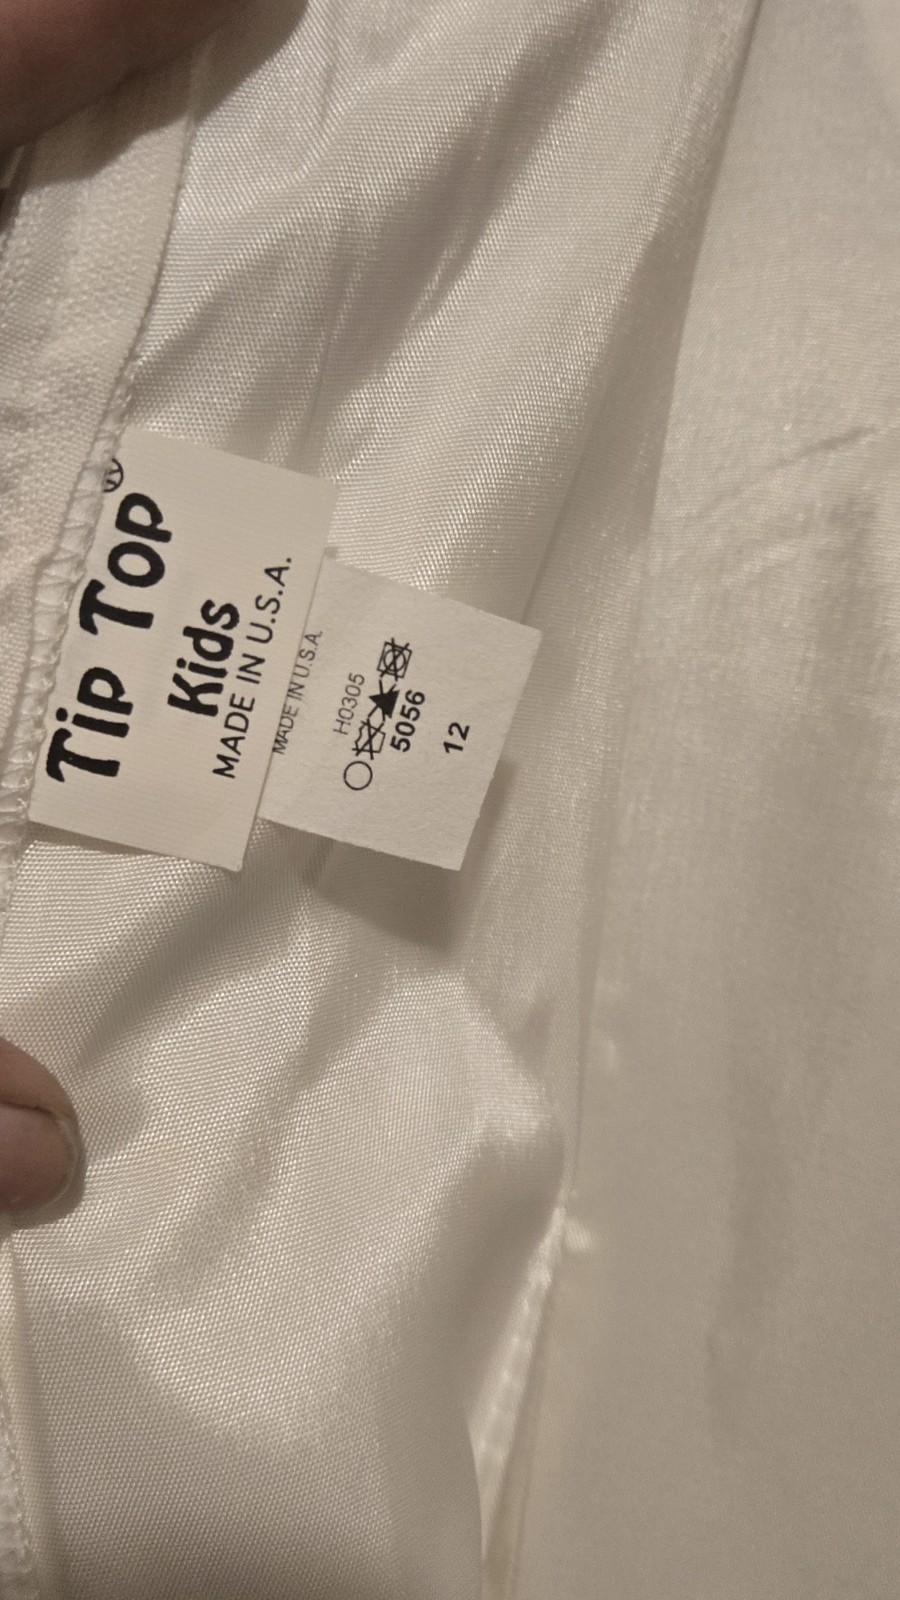 Tip Top®
Kids
MADE IN U.S.A.
MADE IN U.S.A.
H0305
5056
12